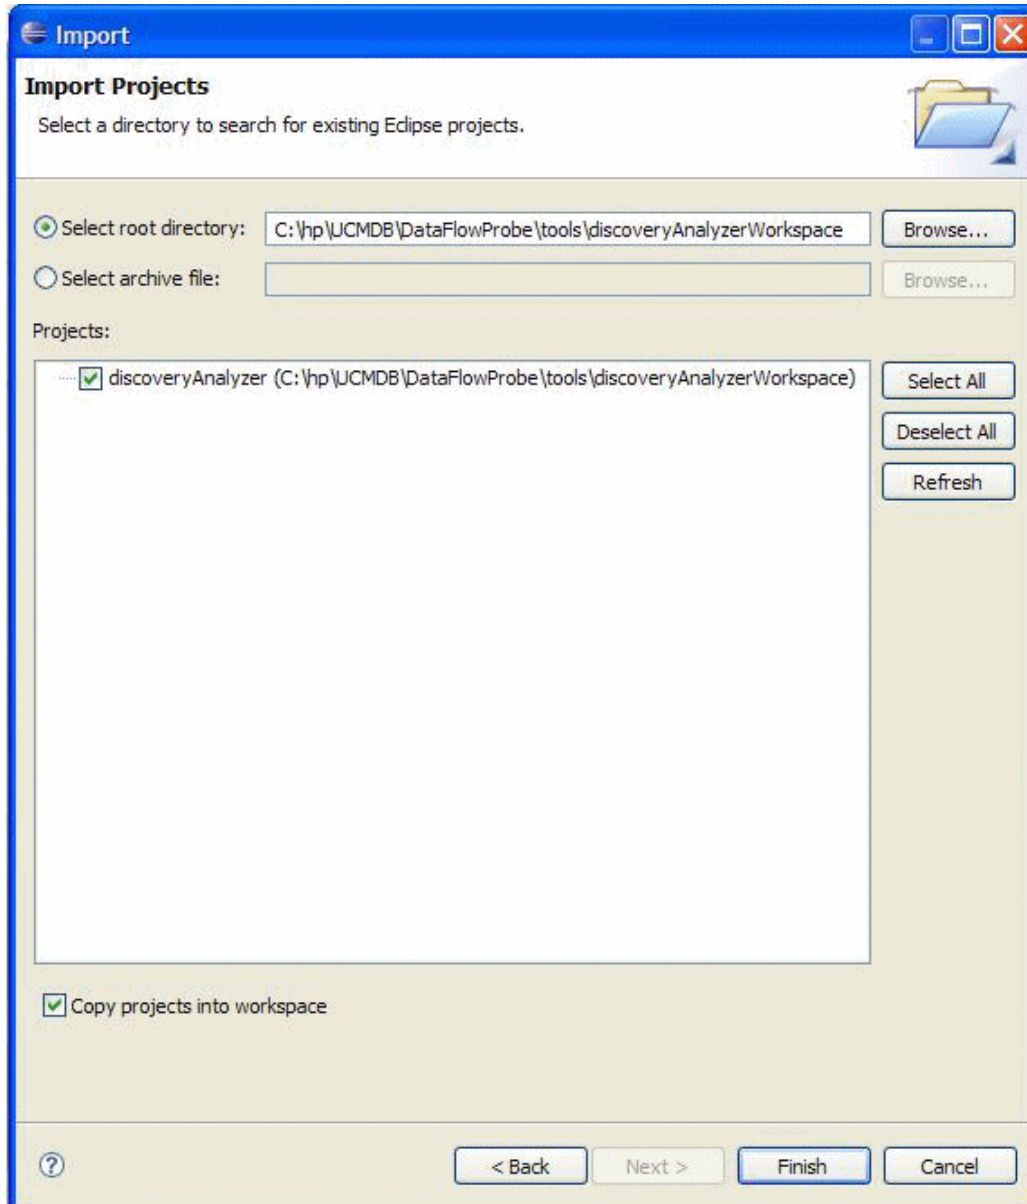 Import
Import Projects
Select a directory to search for existing Eclipse projects.
Select root directory: C:\hp\UCMDB\DataFlowProbe\tools\discoveryAnalyzerWorkspace Browse...
Select archive file: Browse...
Projects:
discoveryAnalyzer (C:\hp\UCMDB\DataFlowProbe\tools\discoveryAnalyzerWorkspace) Select All
Deselect All
Refresh
Copy projects into workspace
? < Back Next > Finish Cancel